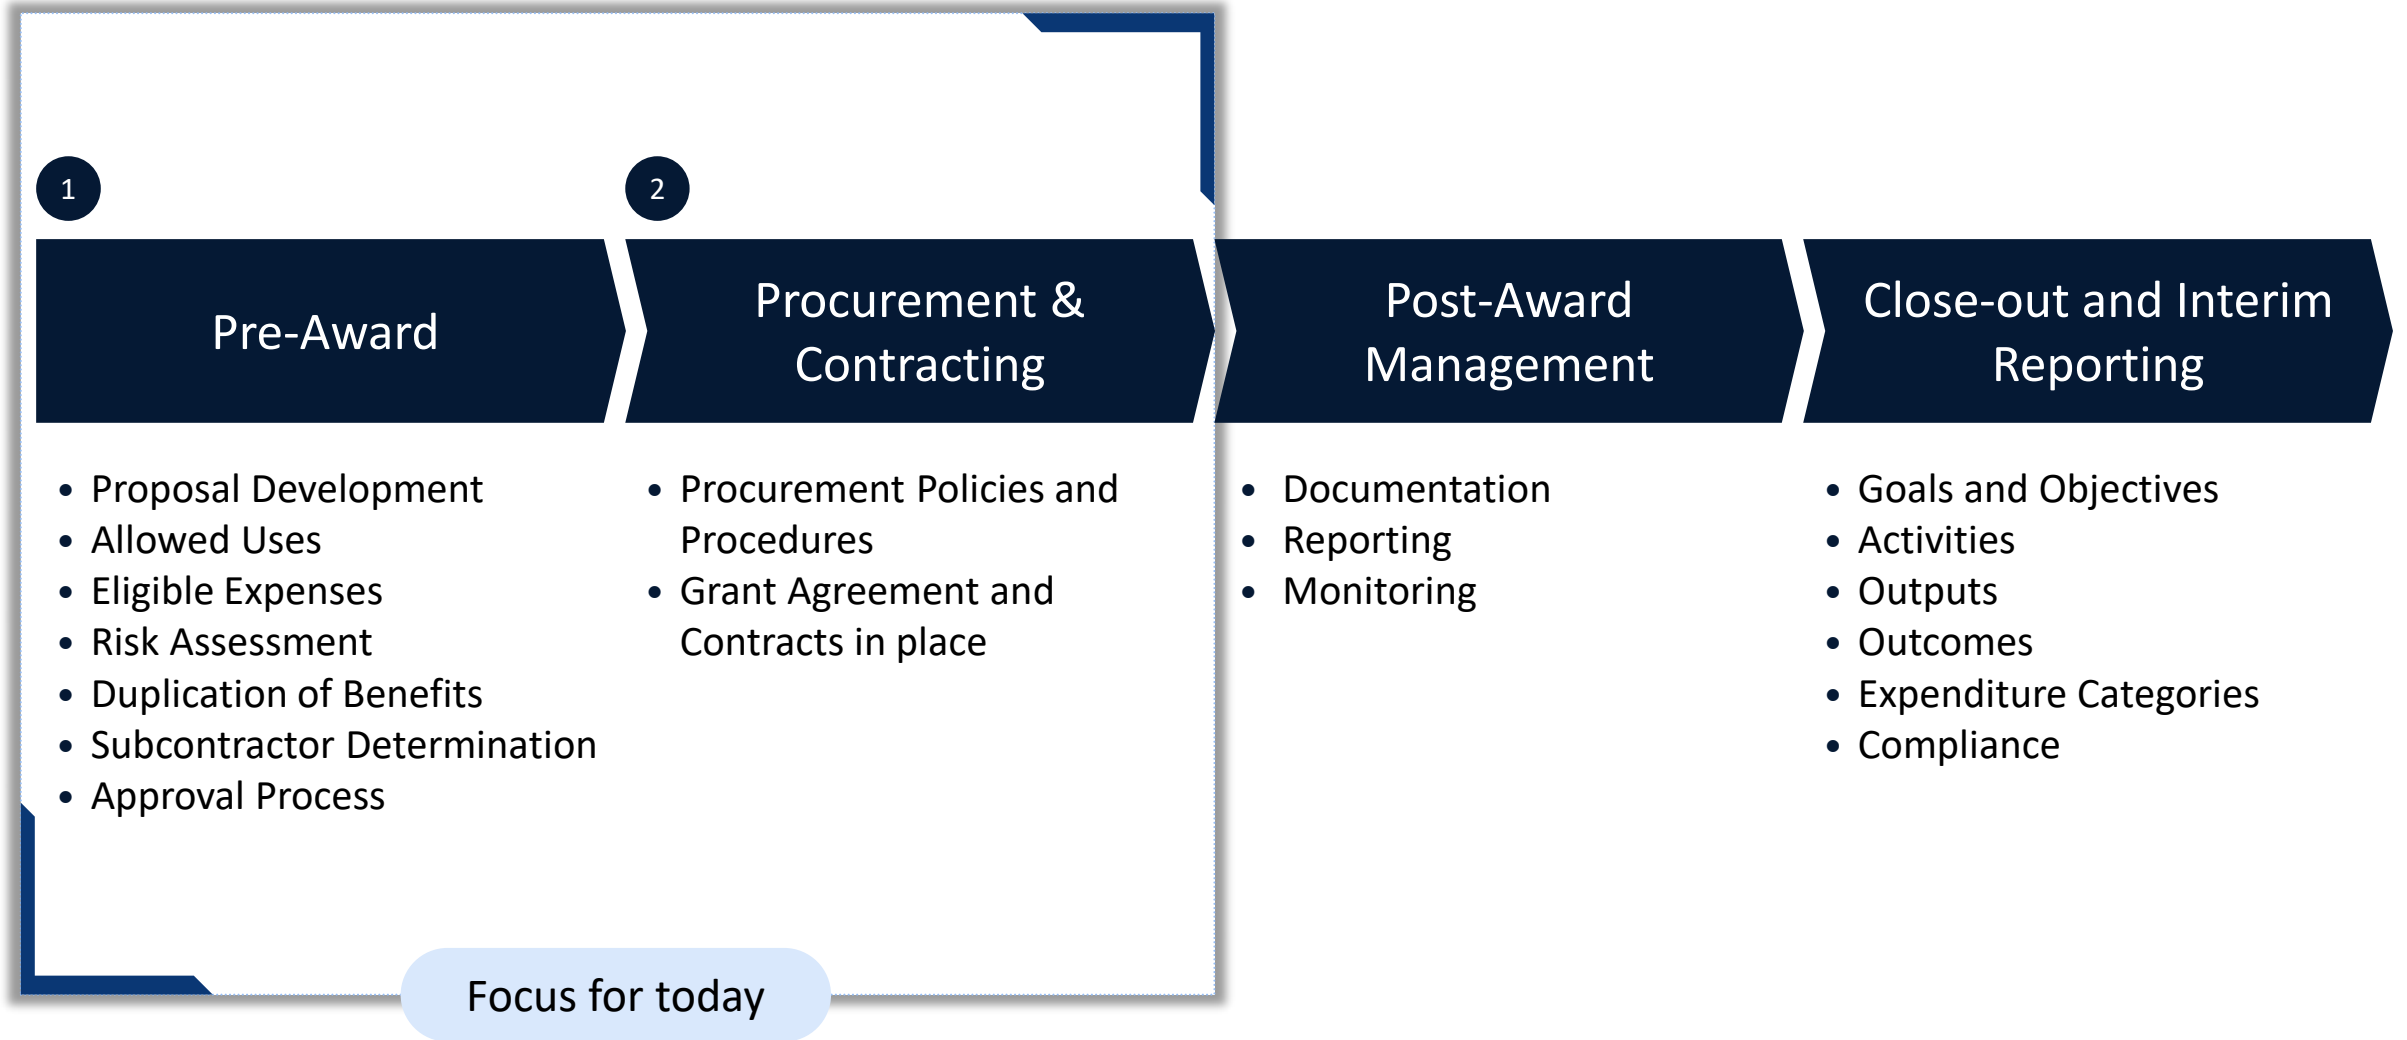 1
Pre-Award
• Proposal Development
• Allowed Uses
• Eligible Expenses
• Risk Assessment
• Duplication of Benefits
• Subcontractor Determination
• Approval Process
2
Procurement &
Contracting
• Procurement Policies and
Procedures
• Grant Agreement and
Contracts in place
Post-Award
Management
• Documentation
• Reporting
• Monitoring
Close-out and Interim
Reporting
• Goals and Objectives
• Activities
• Outputs
• Outcomes
• Expenditure Categories
• Compliance
Focus for today